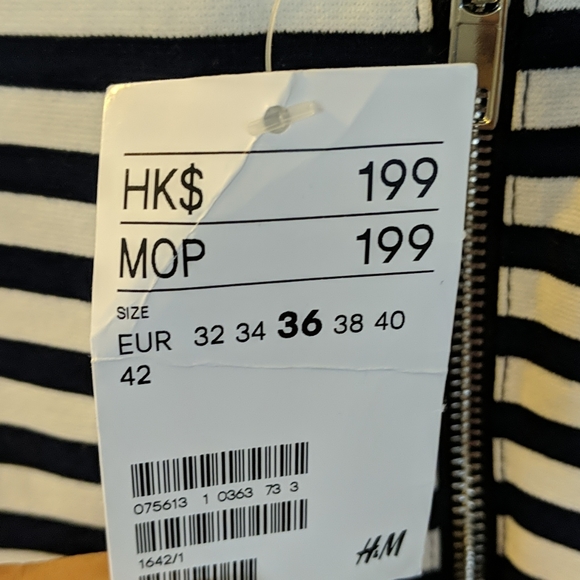 HK$ 199
MOP 199
SIZE
EUR 32 34 36 38 40
42
075613 1 0363 73 3
1642/1
H&M